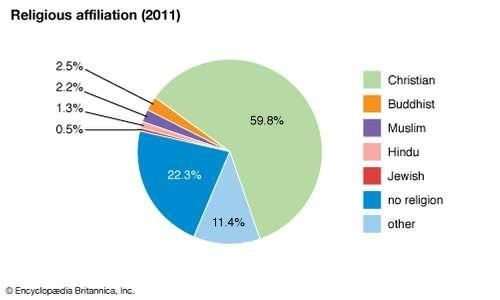 Religious affiliation (2011)
2.5%
2.2%
1.3%
0.5%
59.8%
22.3%
11.4%
Christian
Buddhist
Muslim
Hindu
Jewish
no religion
other
© Encyclopædia Britannica, Inc.